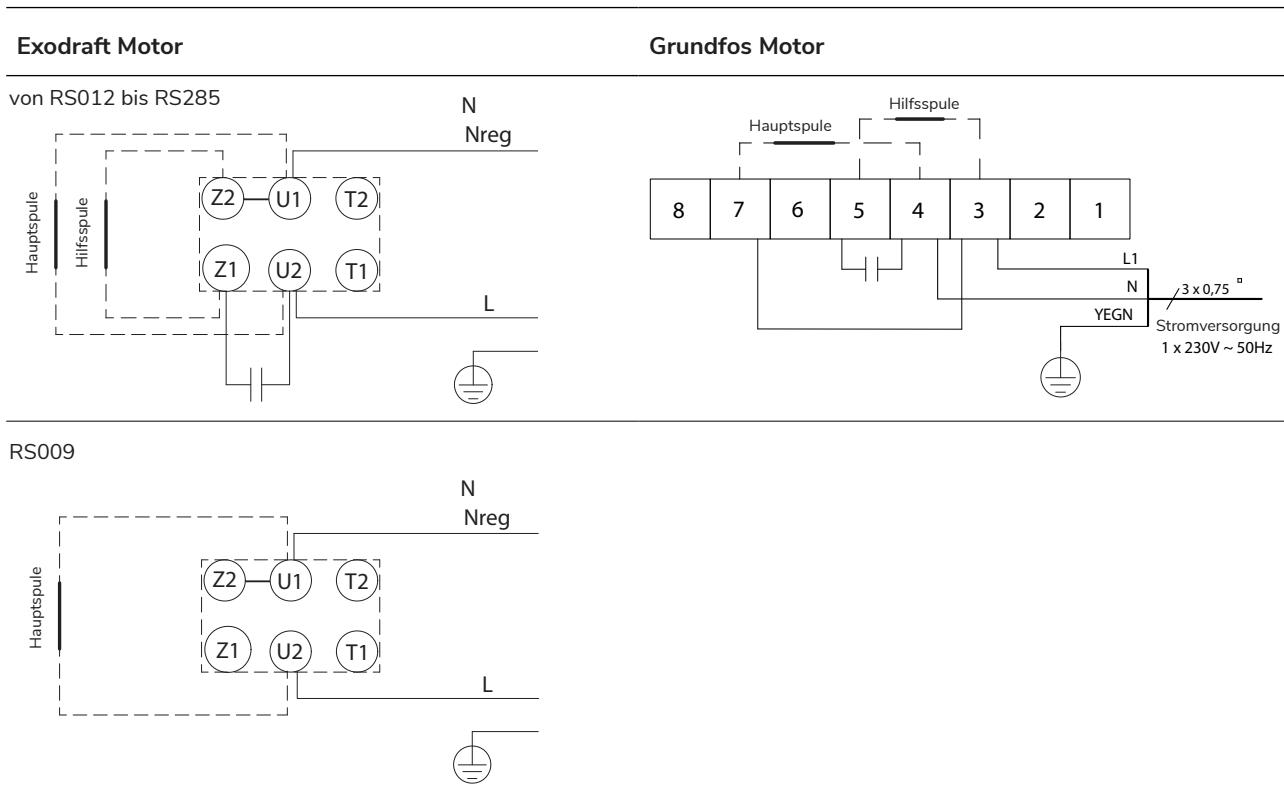 Exodraft Motor
Grundfos Motor
von RS012 bis RS285
N
Nreg
Hauptspule
Hilfsspule
Z2 U1 T2
Z1 U2 T1
L
Hilfsspule
Hauptspule
8 7 6 5 4 3 2 1
L1
N
3 x 0,75 □
YEGN
Stromversorgung
1 x 230V ~ 50Hz
RS009
N
Nreg
Hauptspule
Z2 U1 T2
Z1 U2 T1
L